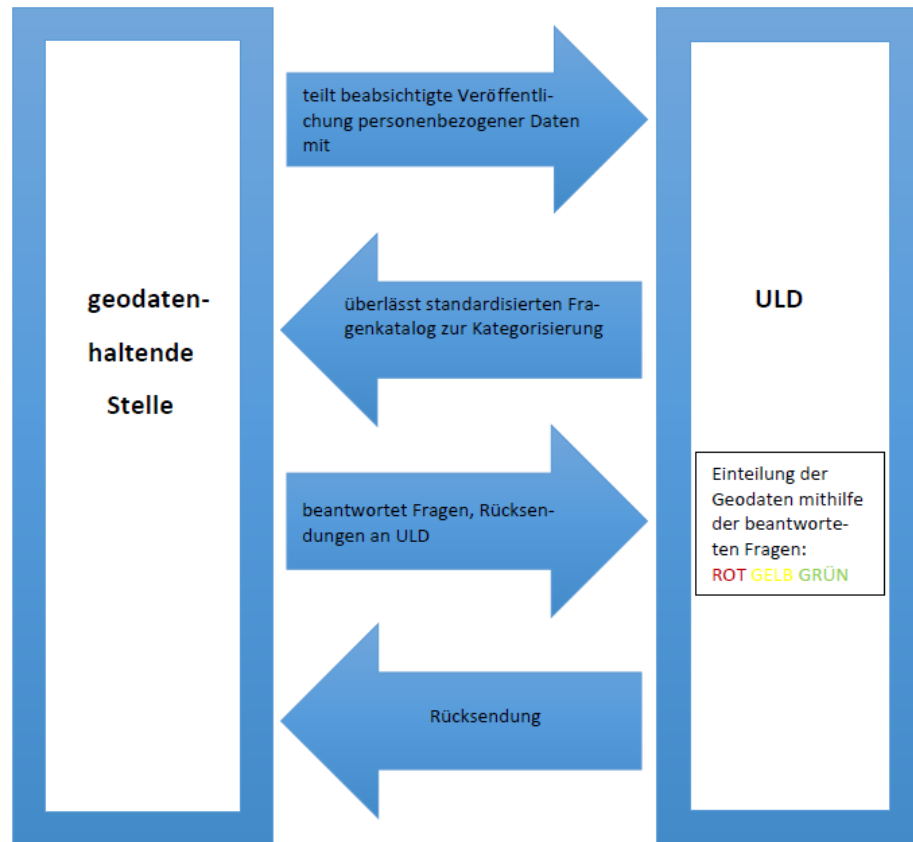 teilt beabsichtigte Veröffentli-
chung personenbezogener Daten
mit
geodaten-
haltende
Stelle
überlässt standardisierten Fra-
genkatalog zur Kategorisierung
ULD
beantwortet Fragen, Rücksen-
dungen an ULD
Einteilung der
Geodaten mithilfe
der beantworte-
ten Fragen:
ROT GELB GRÜN
Rücksendung